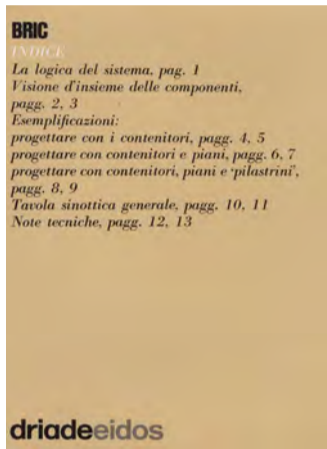 BRIC
INDICE
La logica del sistema, pag. 1
Visione d'insieme delle componenti,
pagg. 2, 3
Esemplificazioni:
progettare con i contenitori, pagg. 4, 5
progettare con contenitori e piani, pagg. 6, 7
progettare con contenitori, piani e 'pilastrini',
pagg. 8, 9
Tavola sinottica generale, pagg. 10, 11
Note tecniche, pagg. 12, 13
driadeeidos